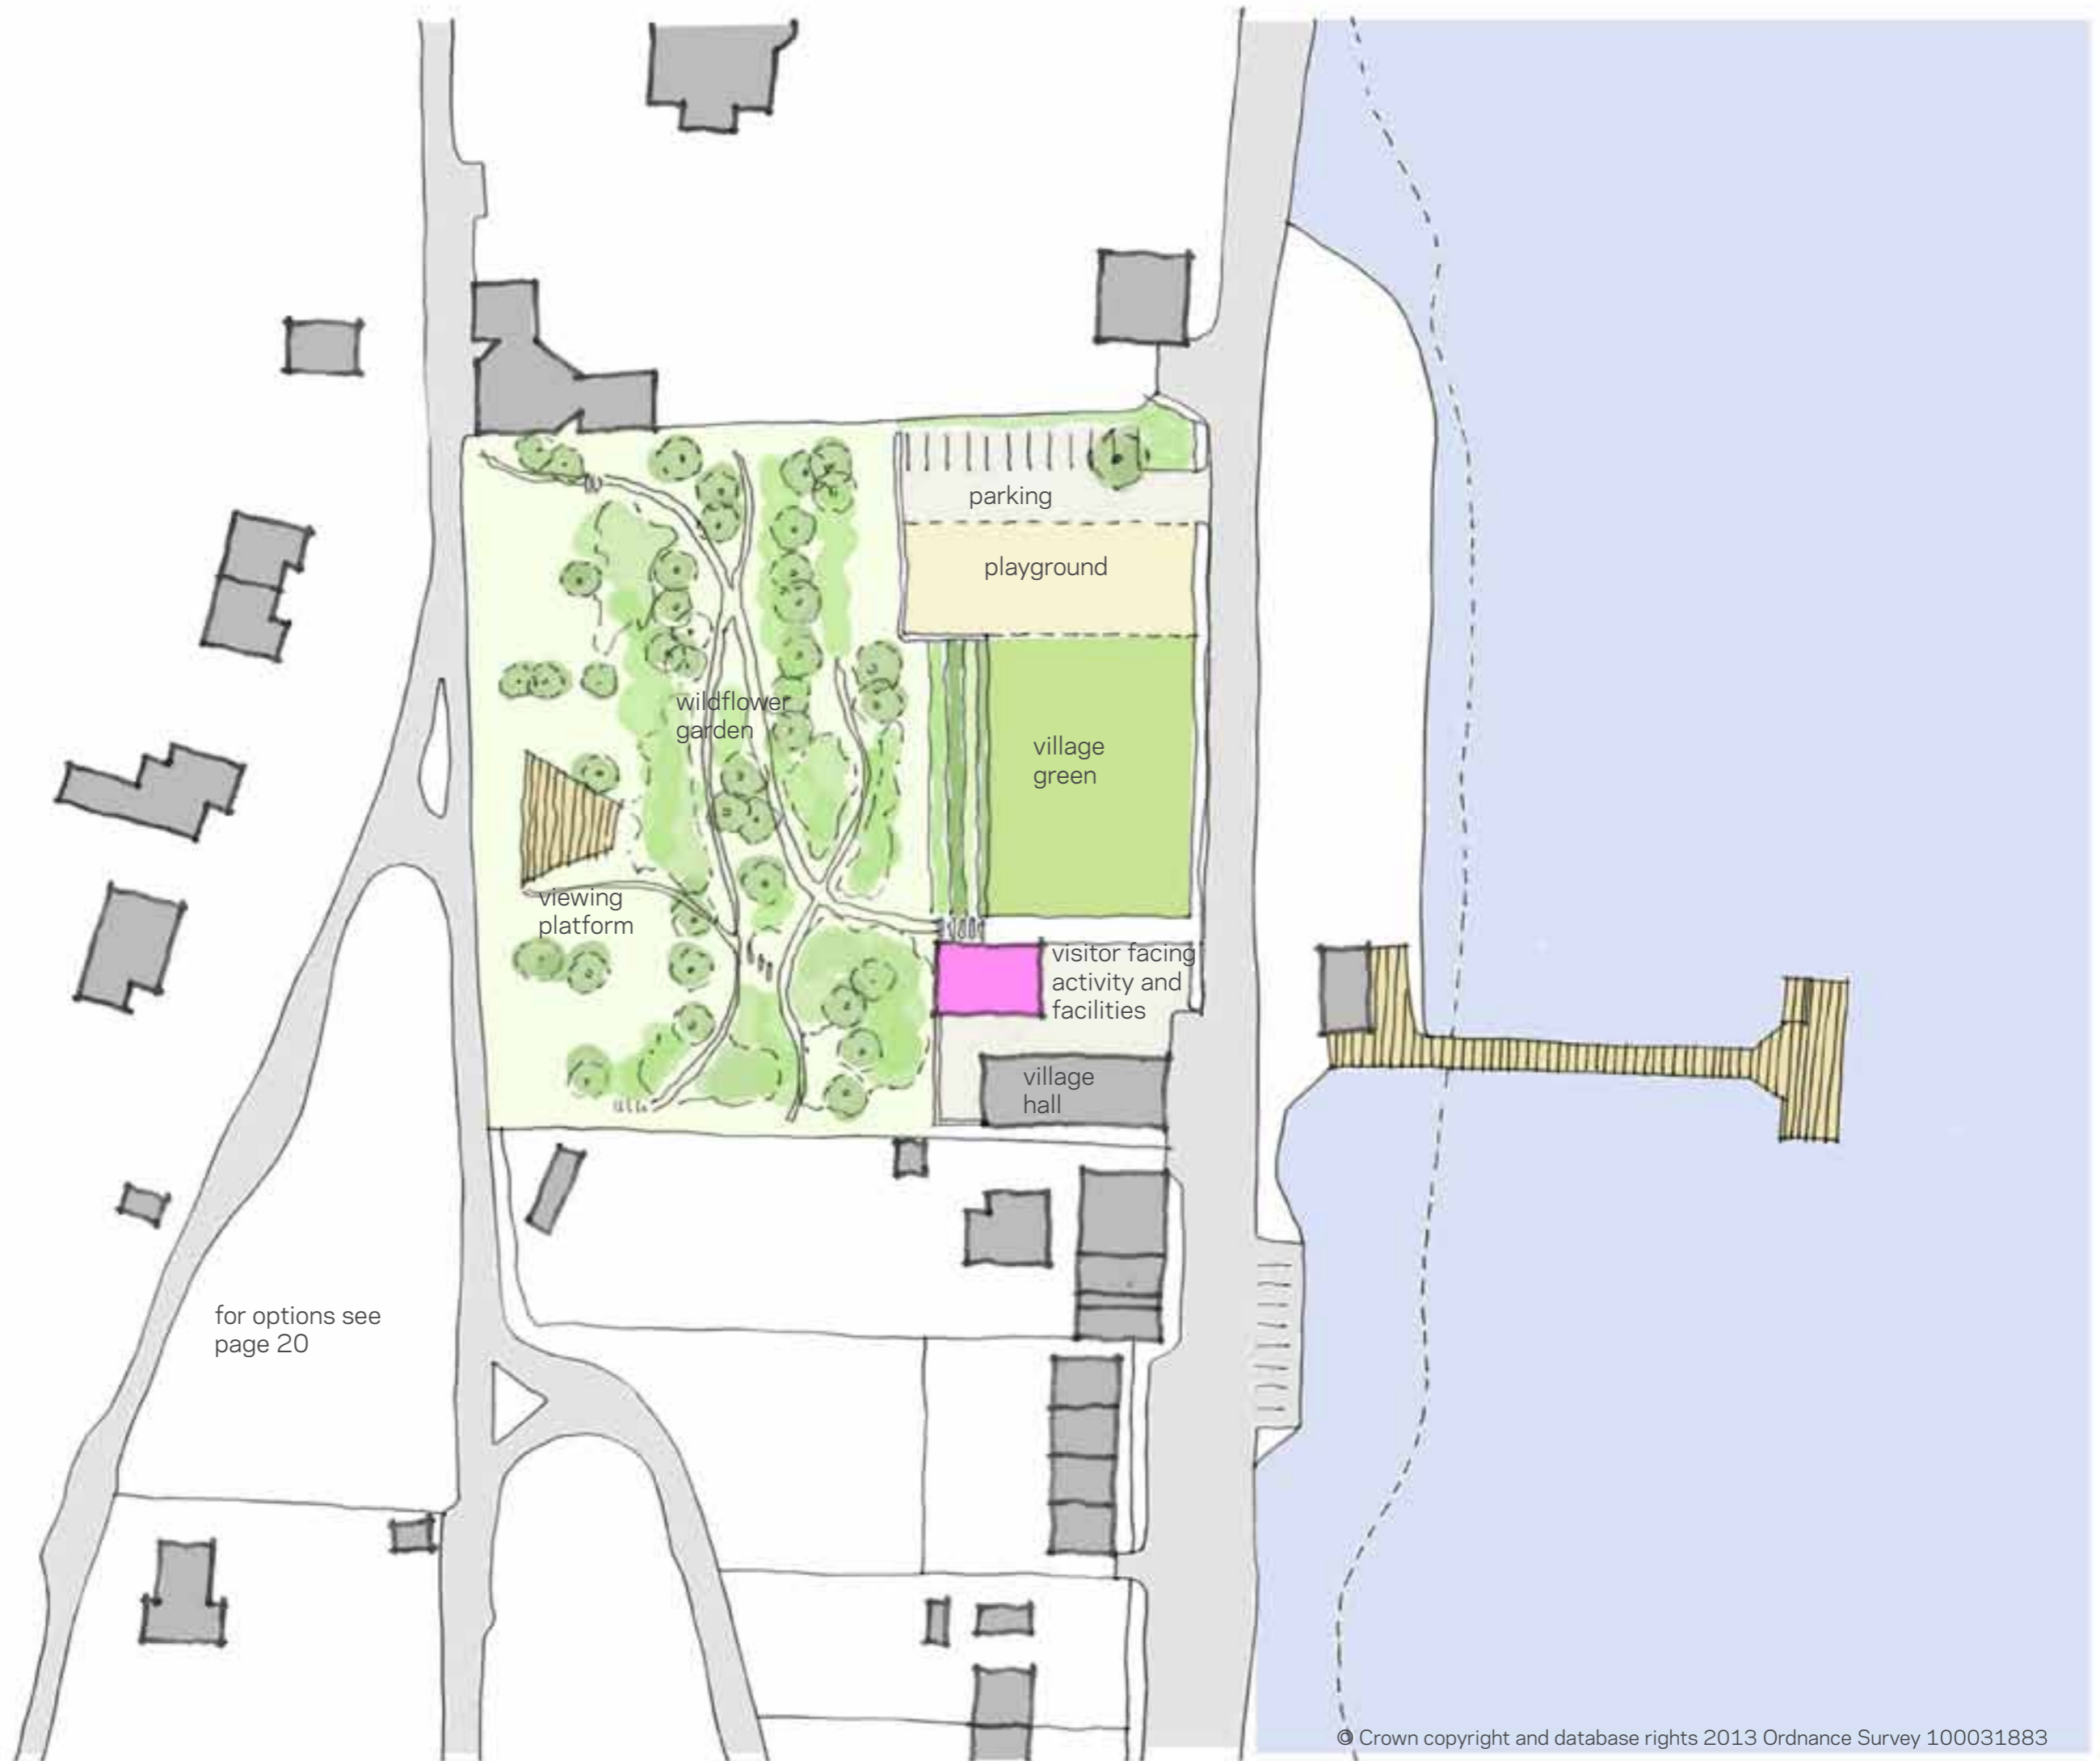 parking
playground
wildflower
garden
village
green
viewing
platform
visitor facing
activity and
facilities
village
hall
for options see
page 20
© Crown copyright and database rights 2013 Ordnance Survey 100031883